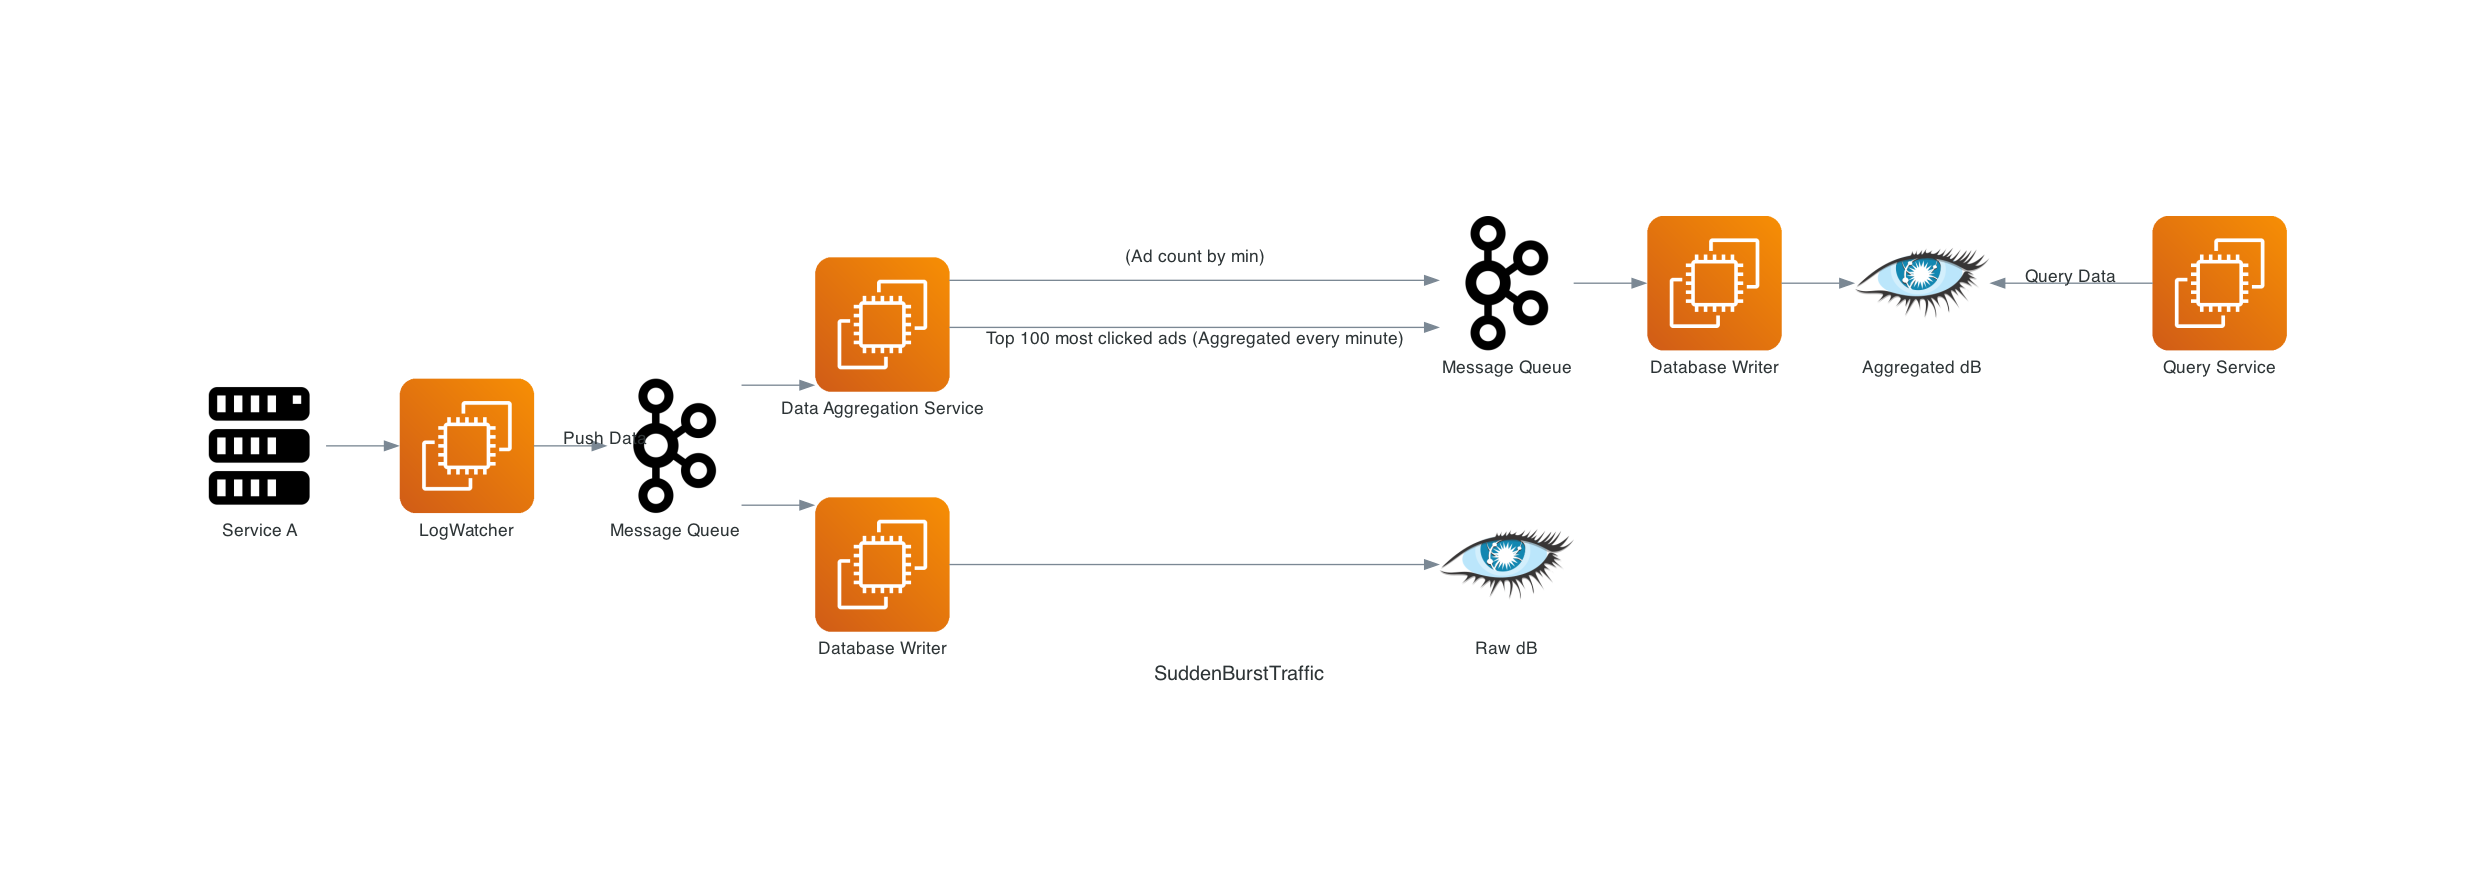 (Ad count by min)
Top 100 most clicked ads (Aggregated every minute)
Query Data
Message Queue
Database Writer
Aggregated dB
Query Service
Data Aggregation Service
Push Data
Service A
LogWatcher
Message Queue
Database Writer
Raw dB
SuddenBurstTraffic